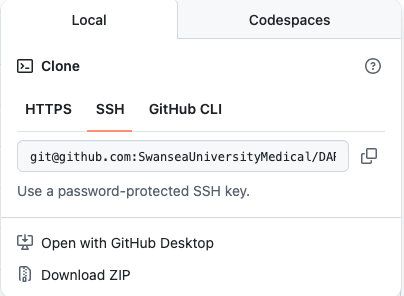 Local Codespaces
Clone
HTTPS SSH GitHub CLI
git@github.com:SwanseaUniversityMedical/DAR
Use a password-protected SSH key.
Open with GitHub Desktop
Download ZIP